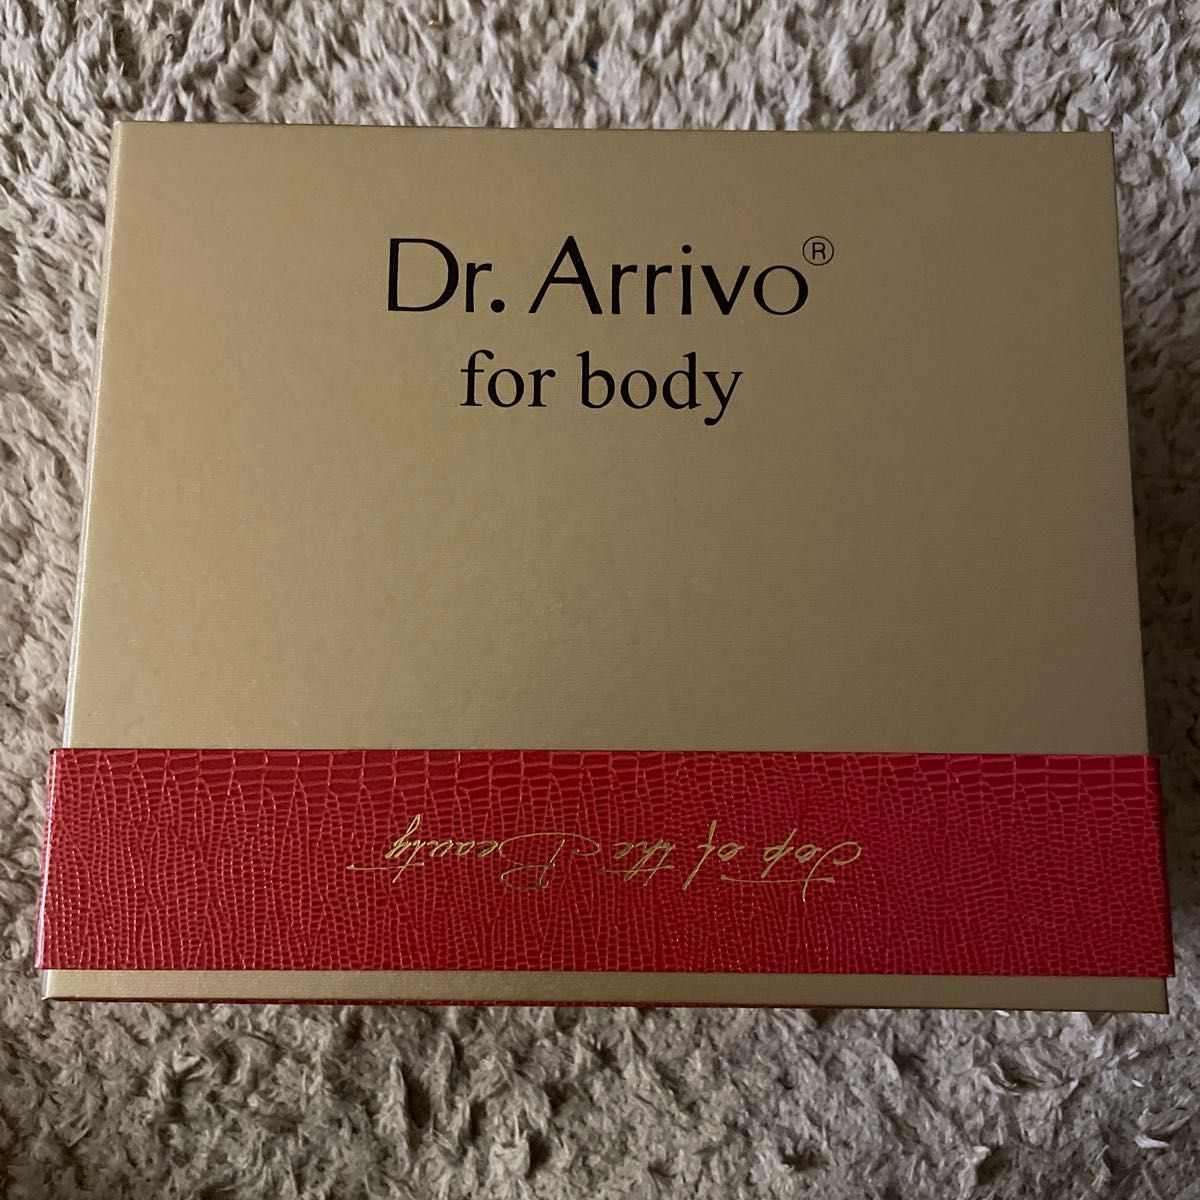 Dr. Arrivo®
for body
Top of the Beauty